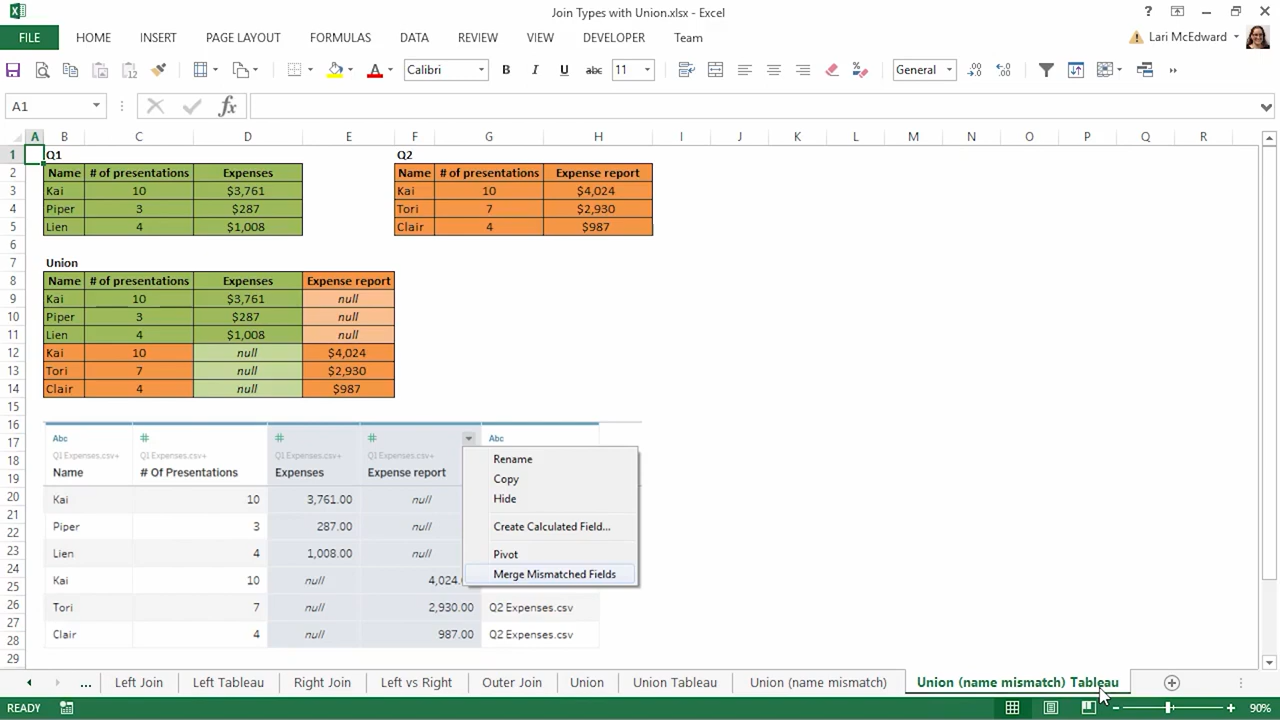 Join Types with Union.xlsx - Excel
FILE HOME INSERT PAGE LAYOUT FORMULAS DATA REVIEW VIEW DEVELOPER Team Lari McEdward
Calibri B I U abc 11 General
A1 fx
A B C D E F G H I J K L M N O P Q R
1 Q1 Q2
2 Name # of presentations Expenses Name # of presentations Expense report
3 Kai 10 $3,761 Kai 10 $4,024
4 Piper 3 $287 Tori 7 $2,930
5 Lien 4 $1,008 Clair 4 $987
6
7 Union
8 Name # of presentations Expenses Expense report
9 Kai 10 $3,761 null
10 Piper 3 $287 null
11 Lien 4 $1,008 null
12 Kai 10 null $4,024
13 Tori 7 null $2,930
14 Clair 4 null $987
15
16
17 Abc # # # Abc
18 Q1 Expenses.csv+ Q1 Expenses.csv+ Q1 Expenses.csv+ Q1 Expenses.csv+ Rename
19 Name # Of Presentations Expenses Expense report Copy
20 Kai 10 3,761.00 null Hide
21
22 Piper 3 287.00 null Create Calculated Field...
23 Lien 4 1,008.00 null Pivot
24 Kai 10 null 4,024. Merge Mismatched Fields
25
26 Tori 7 null 2,930.00 Q2 Expenses.csv
27
28 Clair 4 null 987.00 Q2 Expenses.csv
29
... Left Join Left Tableau Right Join Left vs Right Outer Join Union Union Tableau Union (name mismatch) Union (name mismatch) Tableau
READY 90%